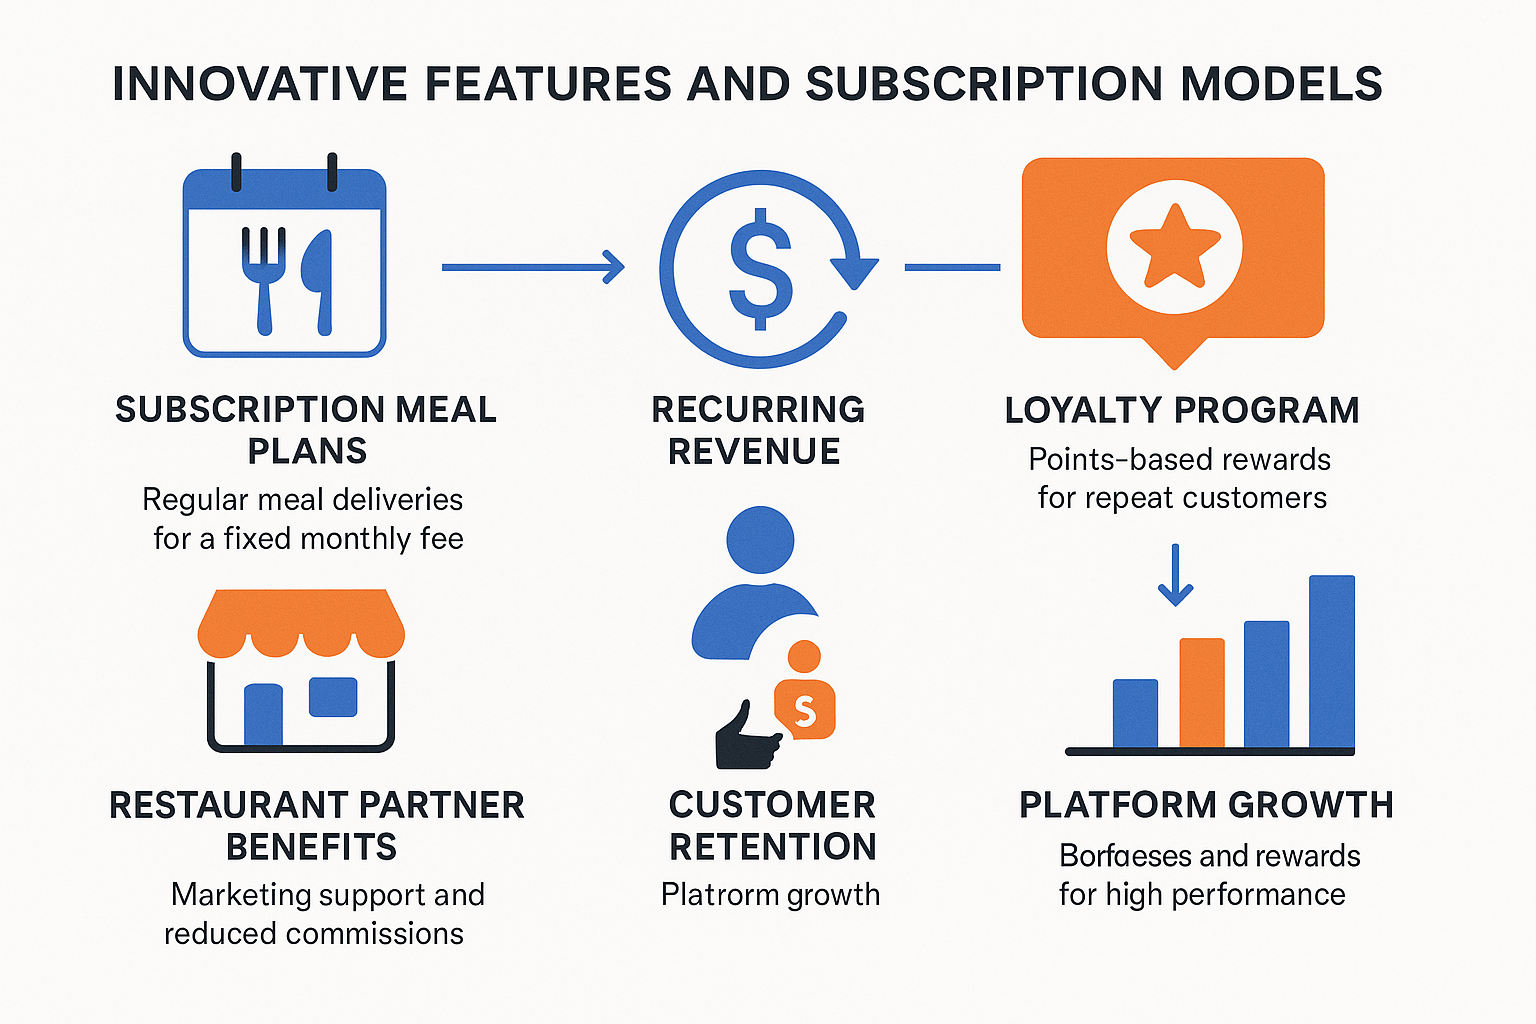 INNOVATIVE FEATURES AND SUBSCRIPTION MODELS
$
SUBSCRIPTION MEAL
PLANS
Regular meal deliveries
for a fixed monthly fee
RECURRING
REVENUE
LOYALTY PROGRAM
Points-based rewards
for repeat customers
S
RESTAURANT PARTNER
BENEFITS
Marketing support and
reduced commissions
CUSTOMER
RETENTION
Platrorm growth
PLATFORM GROWTH
Borfaeses and rewards
for high performance